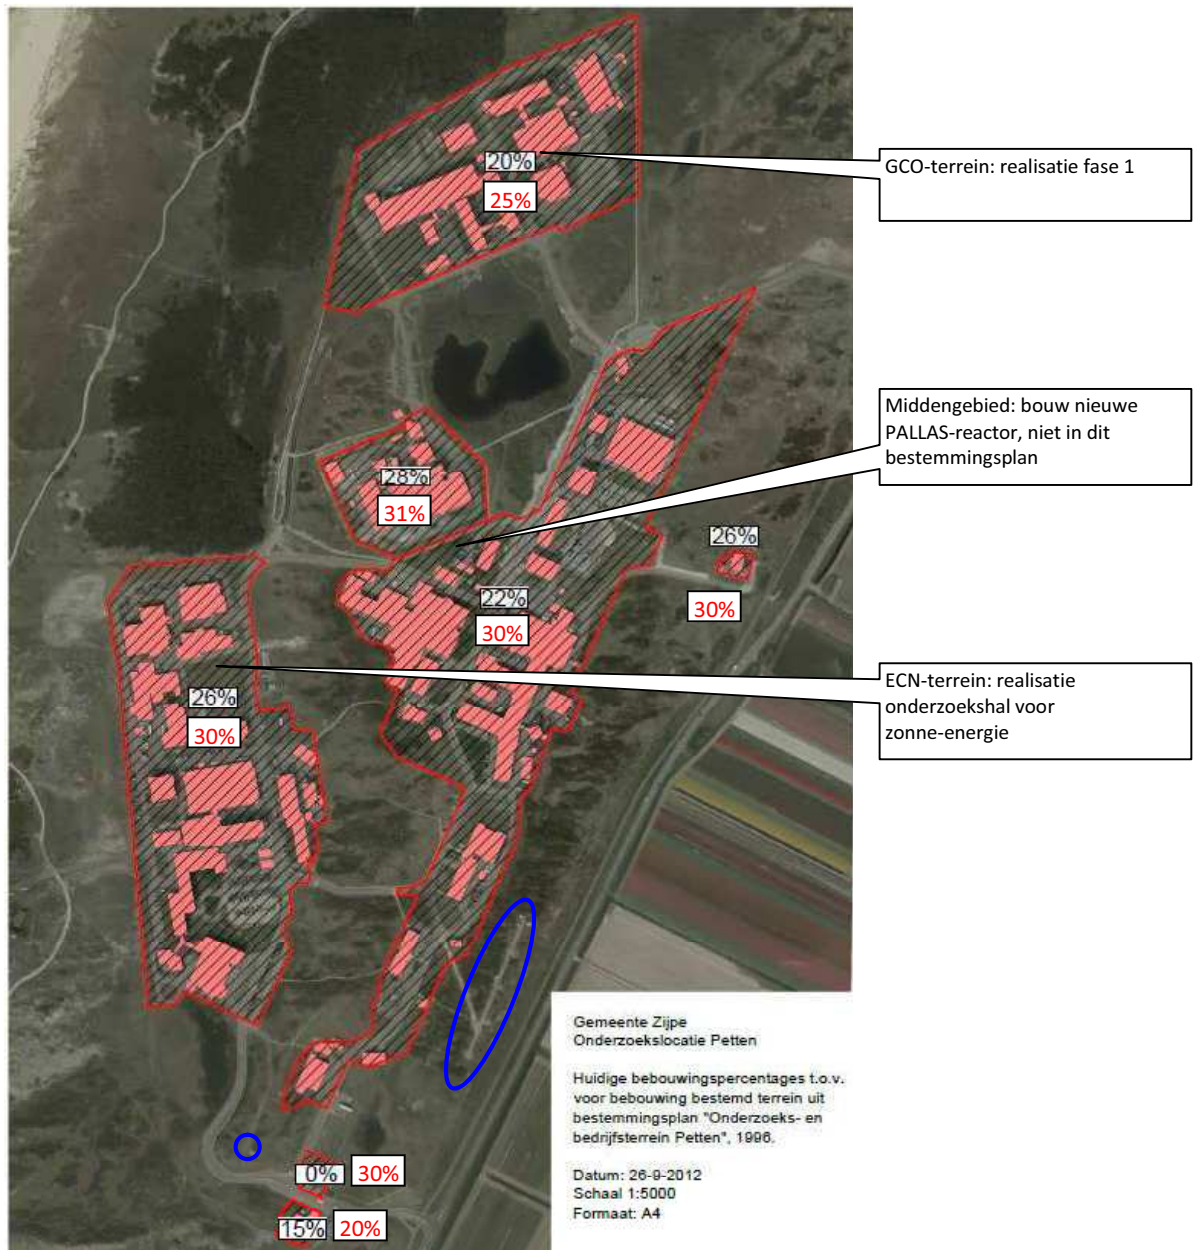 20%
25%
GCO-terrein: realisatie fase 1
Middengebied: bouw nieuwe
PALLAS-reactor, niet in dit
bestemmingsplan
28%
31%
26%
30%
22%
30%
ECN-terrein: realisatie
onderzoekshal voor
zonne-energie
26%
30%
Gemeente Zijpe
Onderzoekslocatie Petten
Huidige bebouwingspercentages t.o.v.
voor bebouwing bestemd terrein uit
bestemmingsplan "Onderzoeks- en
bedrijfsterrein Petten", 1996.
Datum: 26-9-2012
Schaal 1:5000
Formaat: A4
0% 30%
15% 20%